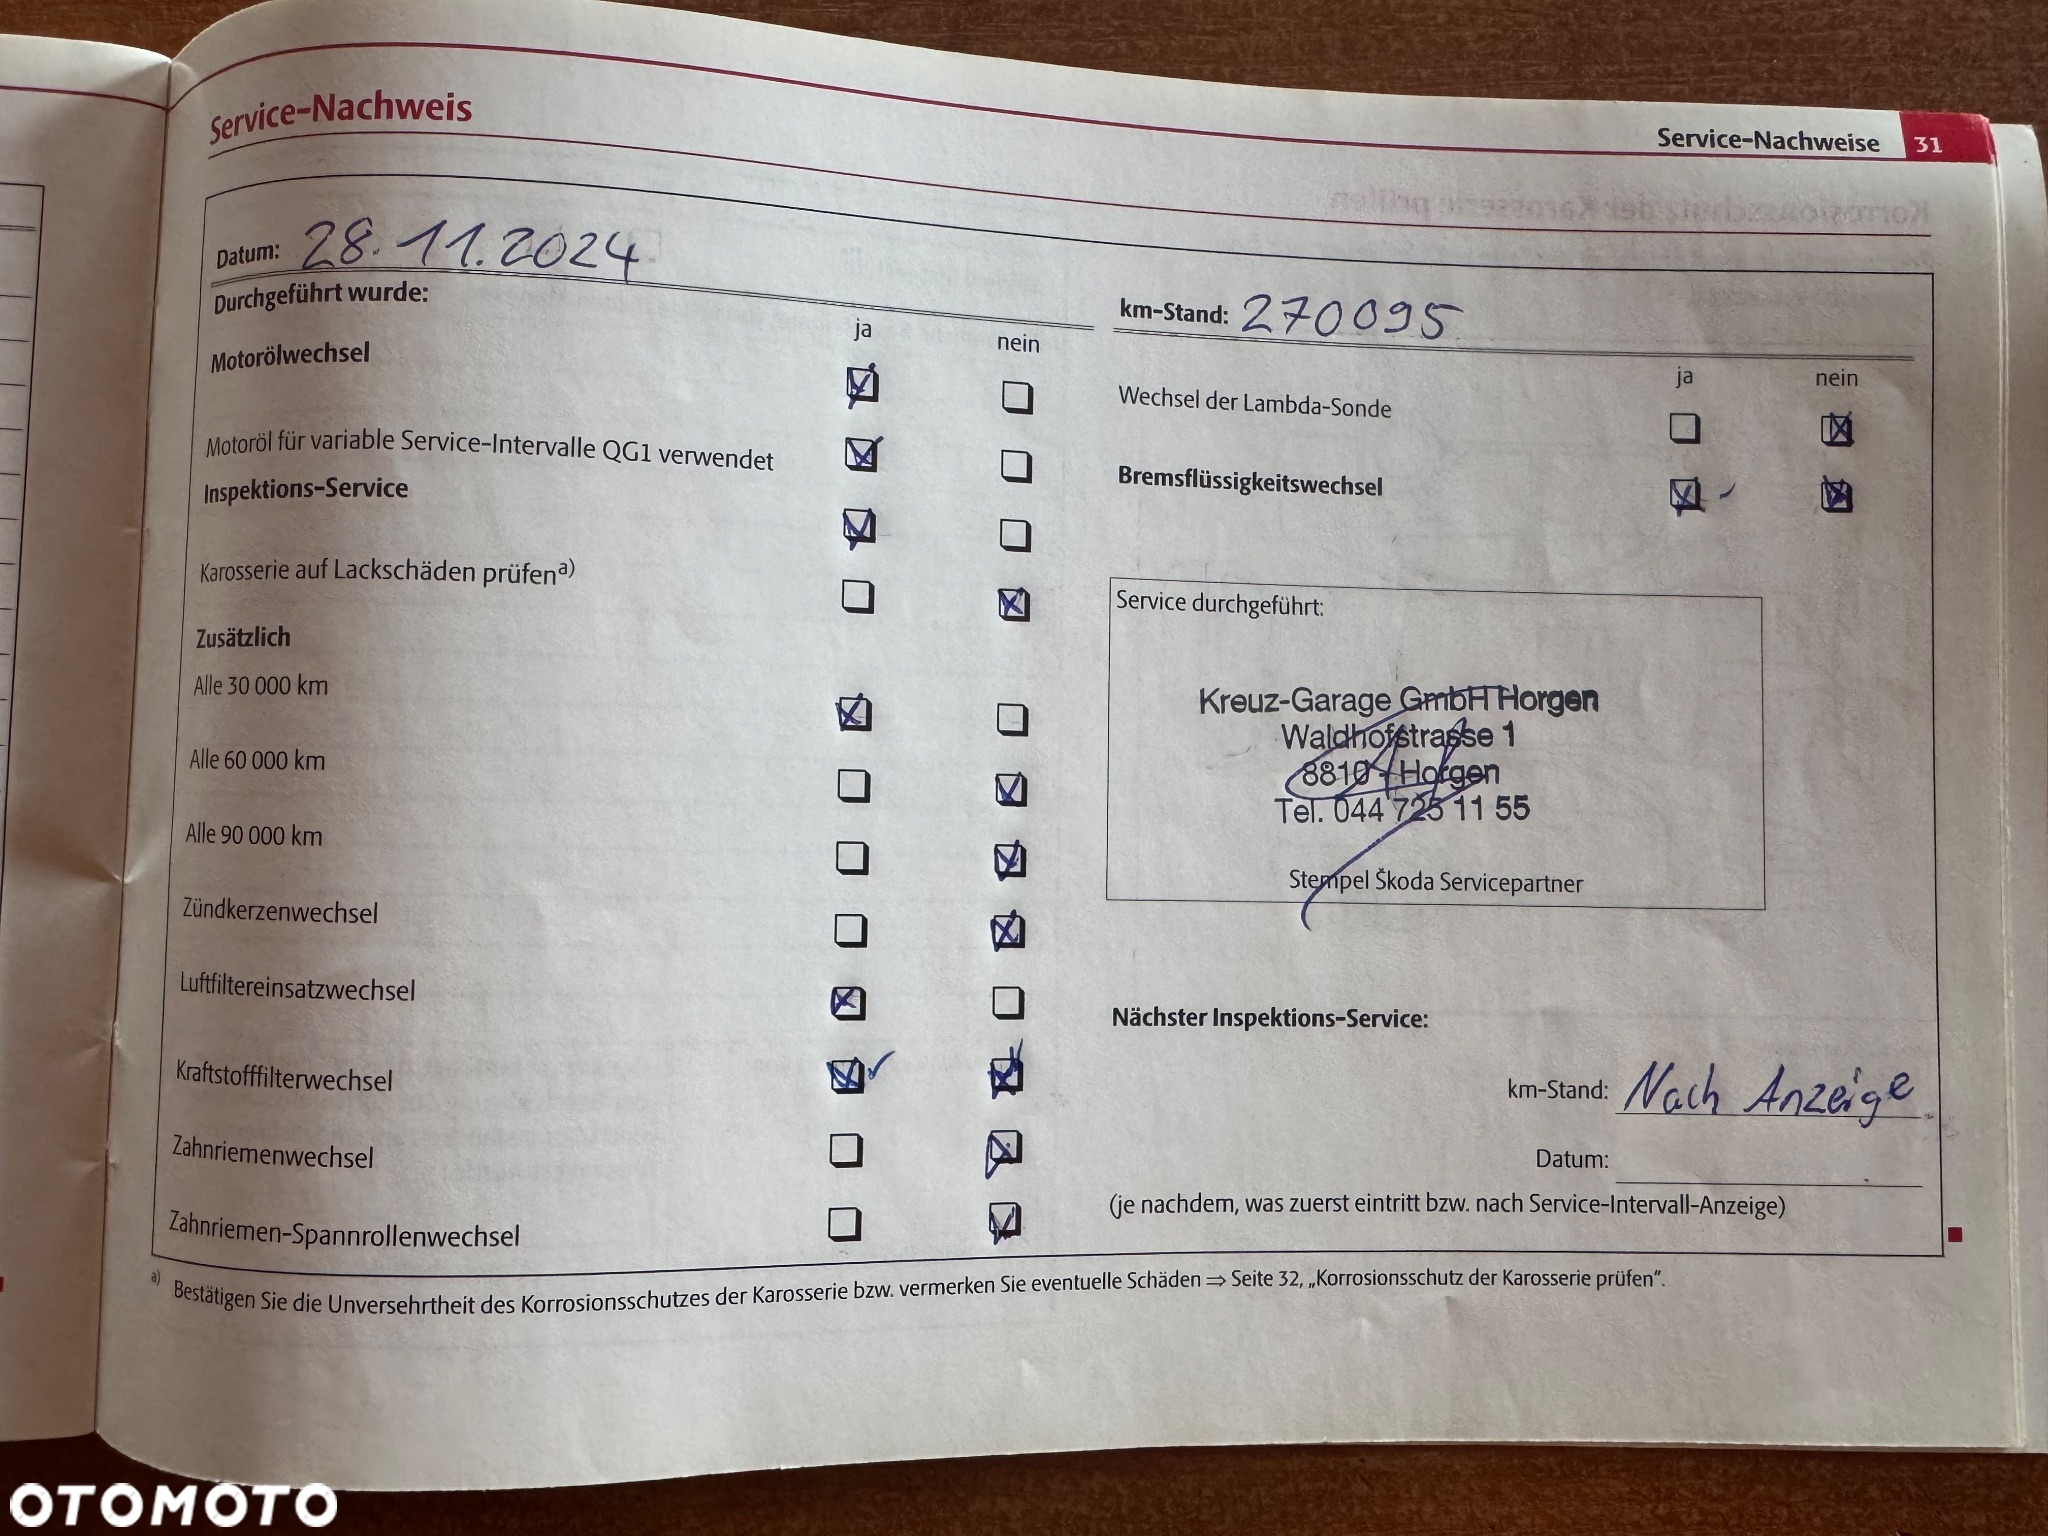 Service-Nachweis
Service-Nachweise 31
Datum: 28.11.2024
Durchgeführt wurde:
ja nein
Motorölwechsel
Motoröl für variable Service-Intervalle QG1 verwendet
Inspektions-Service
Karosserie auf Lackschäden prüfen a)
Zusätzlich
Alle 30 000 km
Alle 60 000 km
Alle 90 000 km
Zündkerzenwechsel
Luftfiltereinsatzwechsel
Kraftstofffilterwechsel
Zahnriemenwechsel
Zahnriemen-Spannrollenwechsel
km-Stand: 270095
ja nein
Wechsel der Lambda-Sonde
Bremsflüssigkeitswechsel
Service durchgeführt:
Kreuz-Garage GmbH Horgen
Waldhofstrasse 1
8810 - Horgen
Tel. 044 725 11 55
Stempel Škoda Servicepartner
Nächster Inspektions-Service:
km-Stand: Nach Anzeige
Datum:
(je nachdem, was zuerst eintritt bzw. nach Service-Intervall-Anzeige)
a) Bestätigen Sie die Unversehrtheit des Korrosionsschutzes der Karosserie bzw. vermerken Sie eventuelle Schäden ⇒ Seite 32, „Korrosionsschutz der Karosserie prüfen“.
OTOMOTO